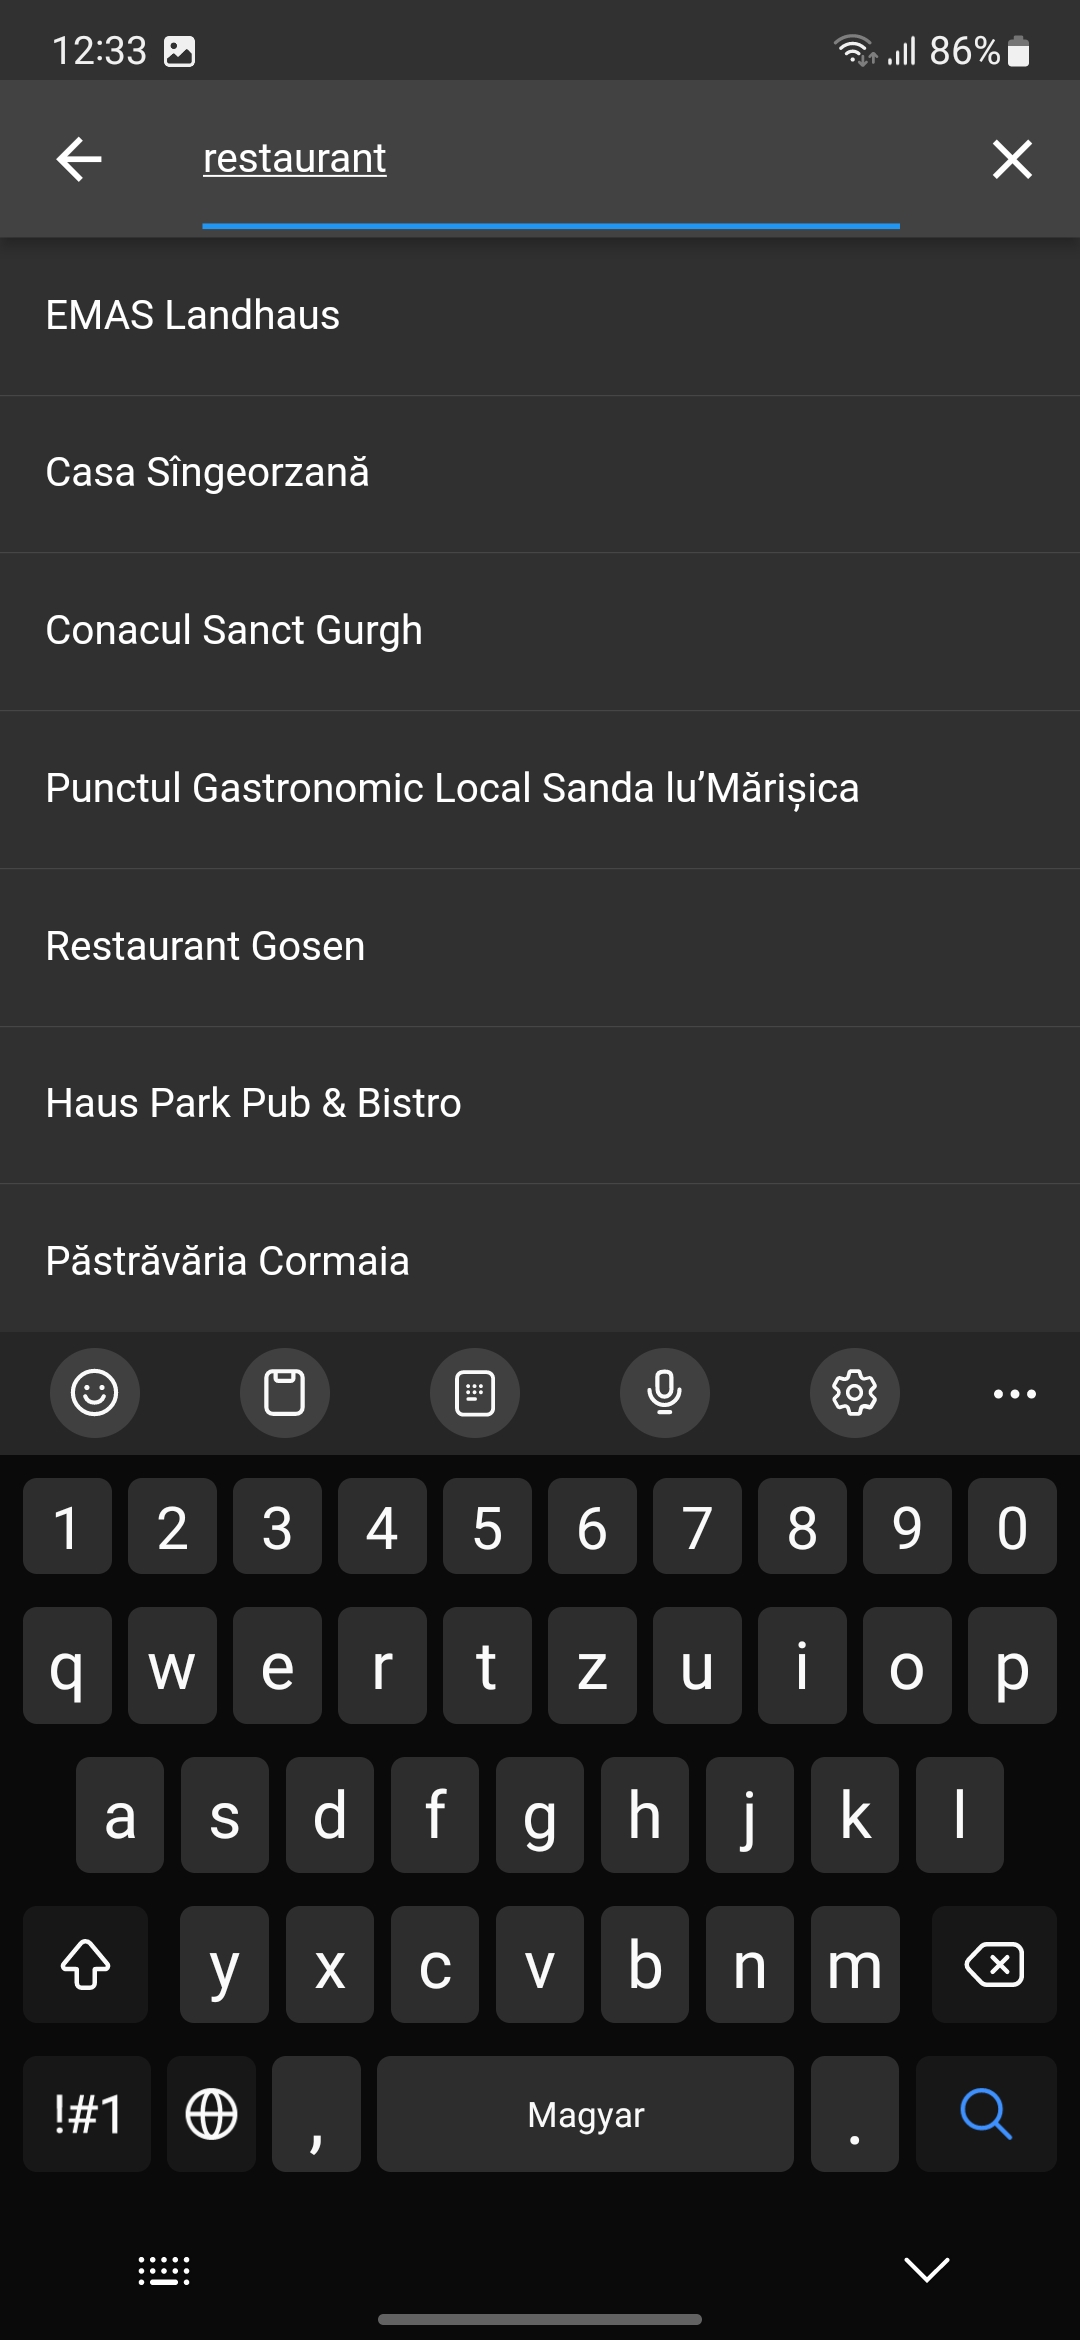 12:33 86%
restaurant
EMAS Landhaus
Casa Sîngeorzană
Conacul Sanct Gurgh
Punctul Gastronomic Local Sanda lu’Mărișica
Restaurant Gosen
Haus Park Pub & Bistro
Păstrăvăria Cormaia
1 2 3 4 5 6 7 8 9 0
q w e r t z u i o p
a s d f g h j k l
y x c v b n m
!#1 , Magyar .